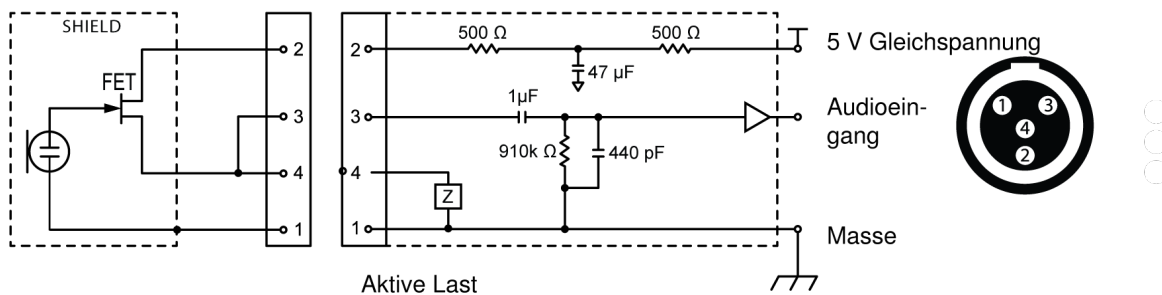 SHIELD
FET
2
3
4
1
2
3
4
1
500 Ω
500 Ω
47 µF
1µF
910k Ω
440 pF
Z
5 V Gleichspannung
Audioein-
gang
Masse
Aktive Last
1
3
4
2